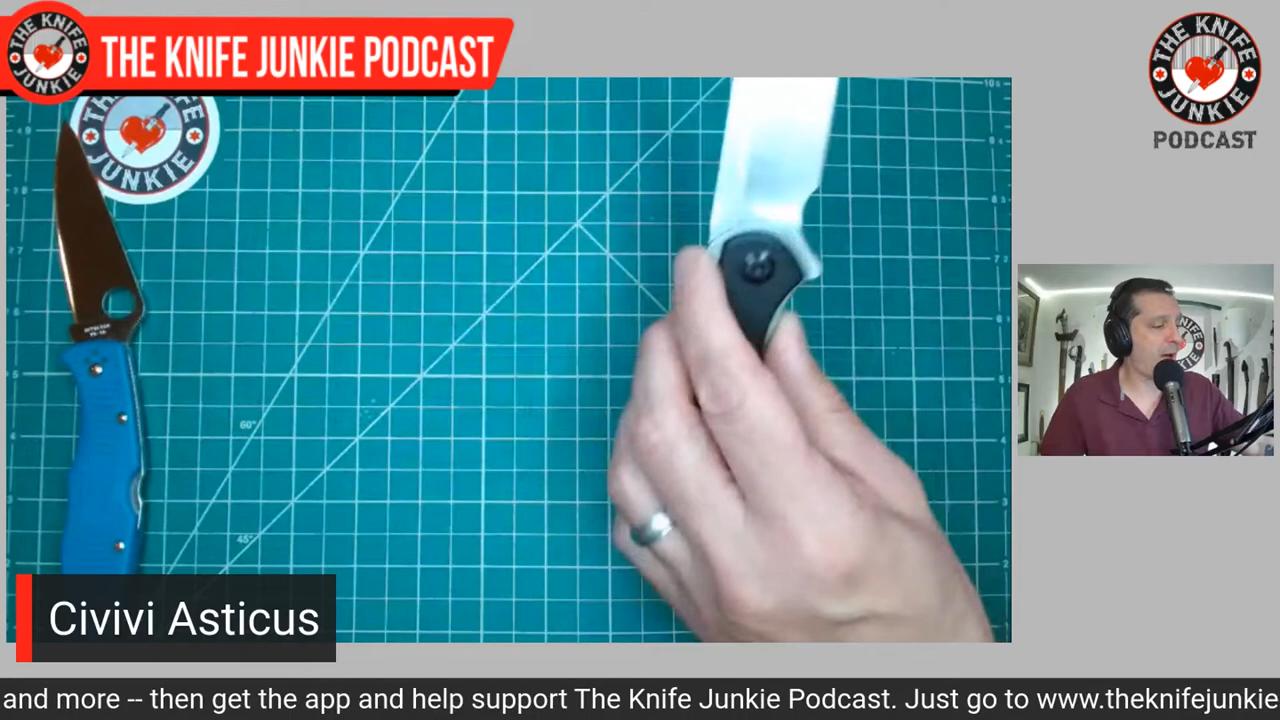 THE KNIFE JUNKIE
THE KNIFE JUNKIE PODCAST
THE KNIFE JUNKIE
PODCAST
JUNKIE
60°
45°
Civivi Asticus
and more -- then get the app and help support The Knife Junkie Podcast. Just go to www.theknifejunkie